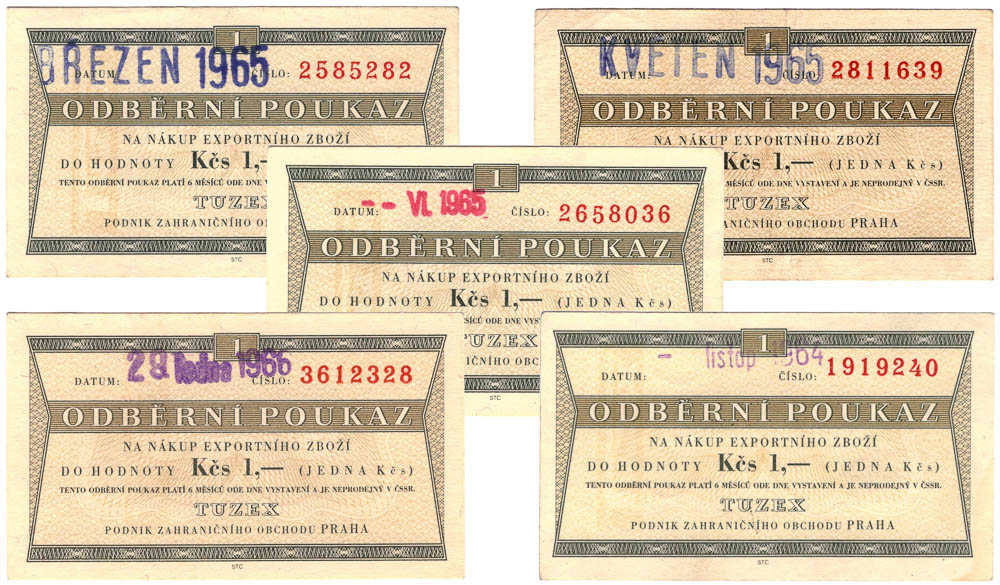 1
BŘEZEN 1965
DATUM: ČÍSLO: 2585282
ODBĚRNÍ POUKAZ
NA NÁKUP EXPORTNÍHO ZBOŽÍ
DO HODNOTY Kčs 1,—
TENTO ODBĚRNÍ POUKAZ PLATÍ 6 MĚSÍCŮ ODE DNE
TUZEX
PODNIK ZAHRANIČNÍHO OBCHODU
STC
1
KVĚTEN 1965
DATUM: ČÍSLO: 2811639
ODBĚRNÍ POUKAZ
NA NÁKUP EXPORTNÍHO ZBOŽÍ
Kčs 1,— (JEDNA Kčs)
MĚSÍCŮ ODE DNE VYSTAVENÍ A JE NEPRODEJNÝ V ČSSR.
TUZEX
ZAHRANIČNÍHO OBCHODU PRAHA
STC
1
-- VI. 1965
DATUM: ČÍSLO: 2658036
ODBĚRNÍ POUKAZ
NA NÁKUP EXPORTNÍHO ZBOŽÍ
DO HODNOTY Kčs 1,— (JEDNA Kčs)
ODE DNE VYSTAVENÍ
TUZEX
OBCHODU
STC
1
29. ledna 1966
DATUM: ČÍSLO: 3612328
ODBĚRNÍ POUKAZ
NA NÁKUP EXPORTNÍHO ZBOŽÍ
DO HODNOTY Kčs 1,— (JEDNA Kčs)
TENTO ODBĚRNÍ POUKAZ PLATÍ 6 MĚSÍCŮ ODE DNE VYSTAVENÍ A JE NEPRODEJNÝ V ČSSR.
TUZEX
PODNIK ZAHRANIČNÍHO OBCHODU PRAHA
STC
1
- listop 1964
DATUM: ČÍSLO: 1919240
ODBĚRNÍ POUKAZ
NA NÁKUP EXPORTNÍHO ZBOŽÍ
DO HODNOTY Kčs 1,— (JEDNA Kčs)
TENTO ODBĚRNÍ POUKAZ PLATÍ 6 MĚSÍCŮ ODE DNE VYSTAVENÍ A JE NEPRODEJNÝ V ČSSR.
TUZEX
PODNIK ZAHRANIČNÍHO OBCHODU PRAHA
STC